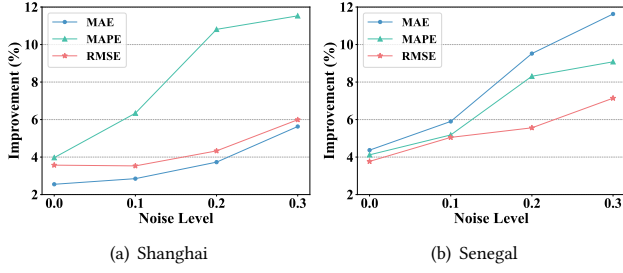 12
10
8
6
4
2
Improvement (%)
MAE
MAPE
RMSE
0.0 0.1 0.2 0.3
Noise Level
(a) Shanghai
12
10
8
6
4
2
Improvement (%)
MAE
MAPE
RMSE
0.0 0.1 0.2 0.3
Noise Level
(b) Senegal